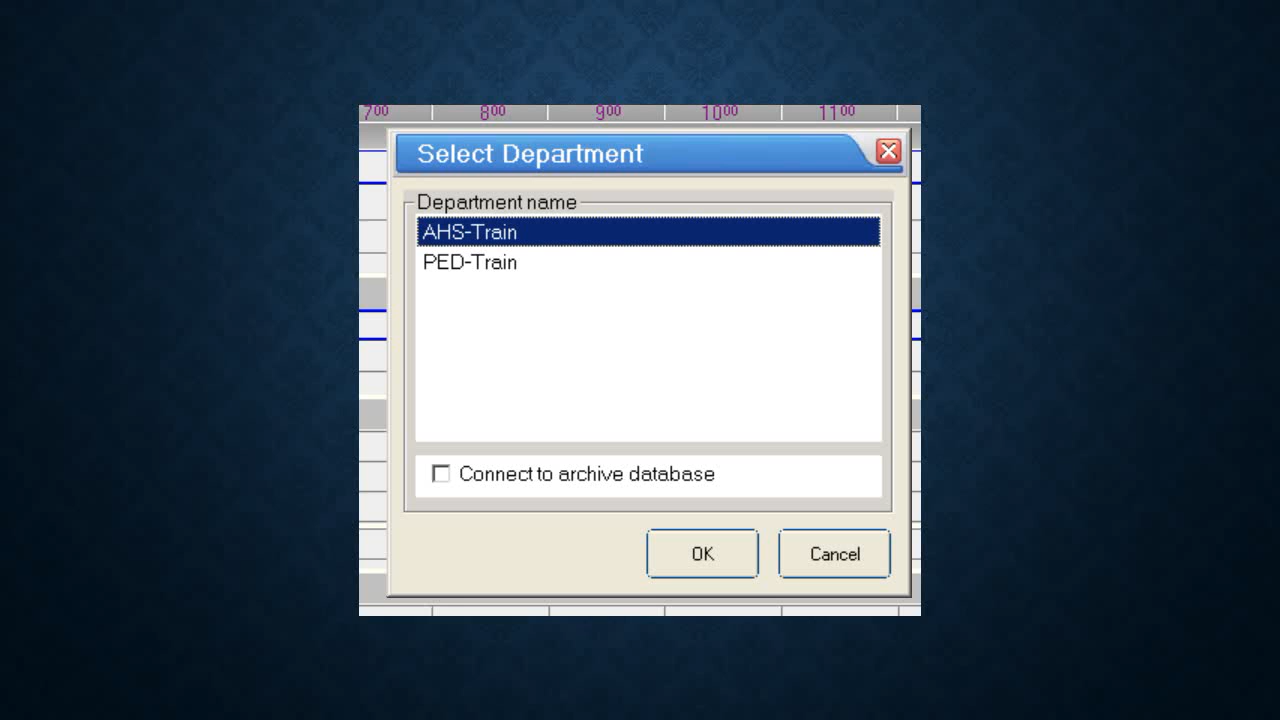 700 800 900 1000 1100
Select Department
Department name
AHS-Train
PED-Train
Connect to archive database
OK Cancel